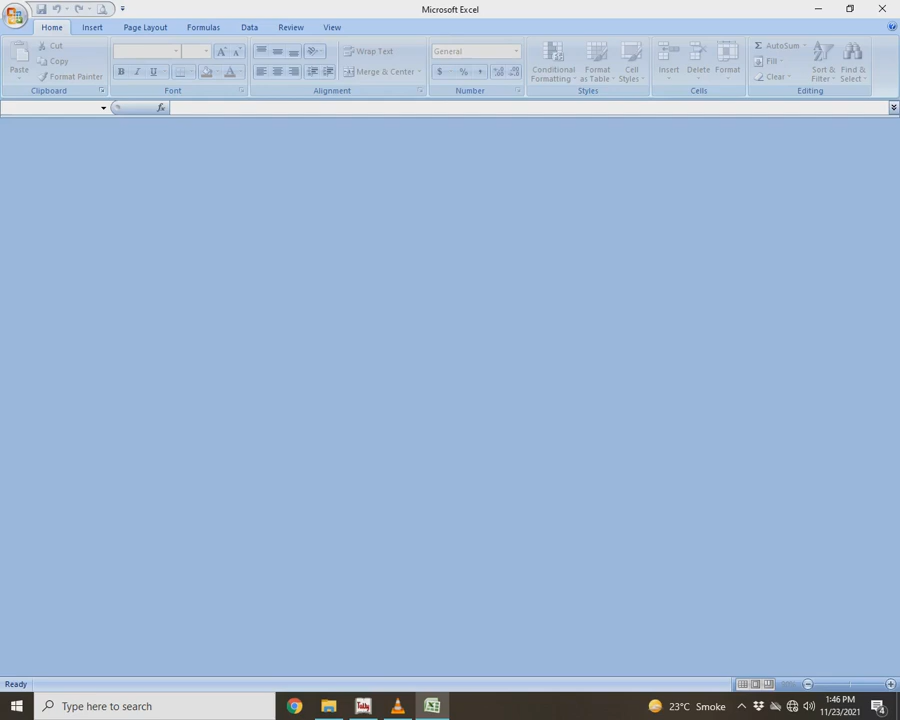 Microsoft Excel
Home Insert Page Layout Formulas Data Review View
Cut
Copy
Format Painter
Paste
Clipboard
B I U
A A
A
Font
Wrap Text
Merge & Center
Alignment
General
$ % ,
Number
Conditional Formatting
Format as Table
Cell Styles
Styles
Insert Delete Format
Cells
Σ AutoSum
Fill
Clear
Sort & Filter
Find & Select
Editing
fx
Ready
Type here to search
Tally
23°C Smoke
1:46 PM
11/23/2021
4